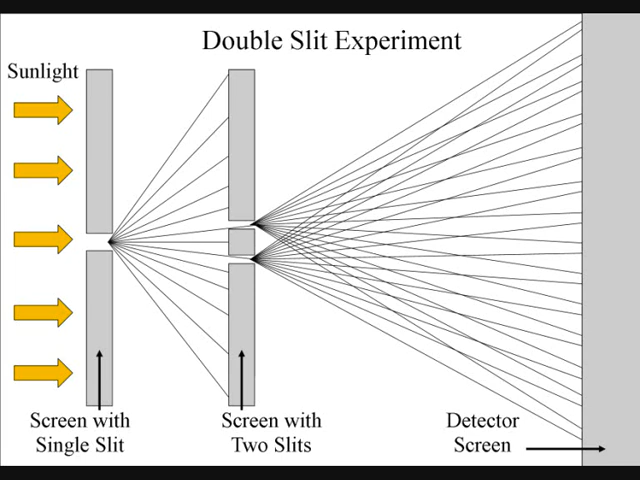 Double Slit Experiment
Sunlight
Screen with
Single Slit
Screen with
Two Slits
Detector
Screen